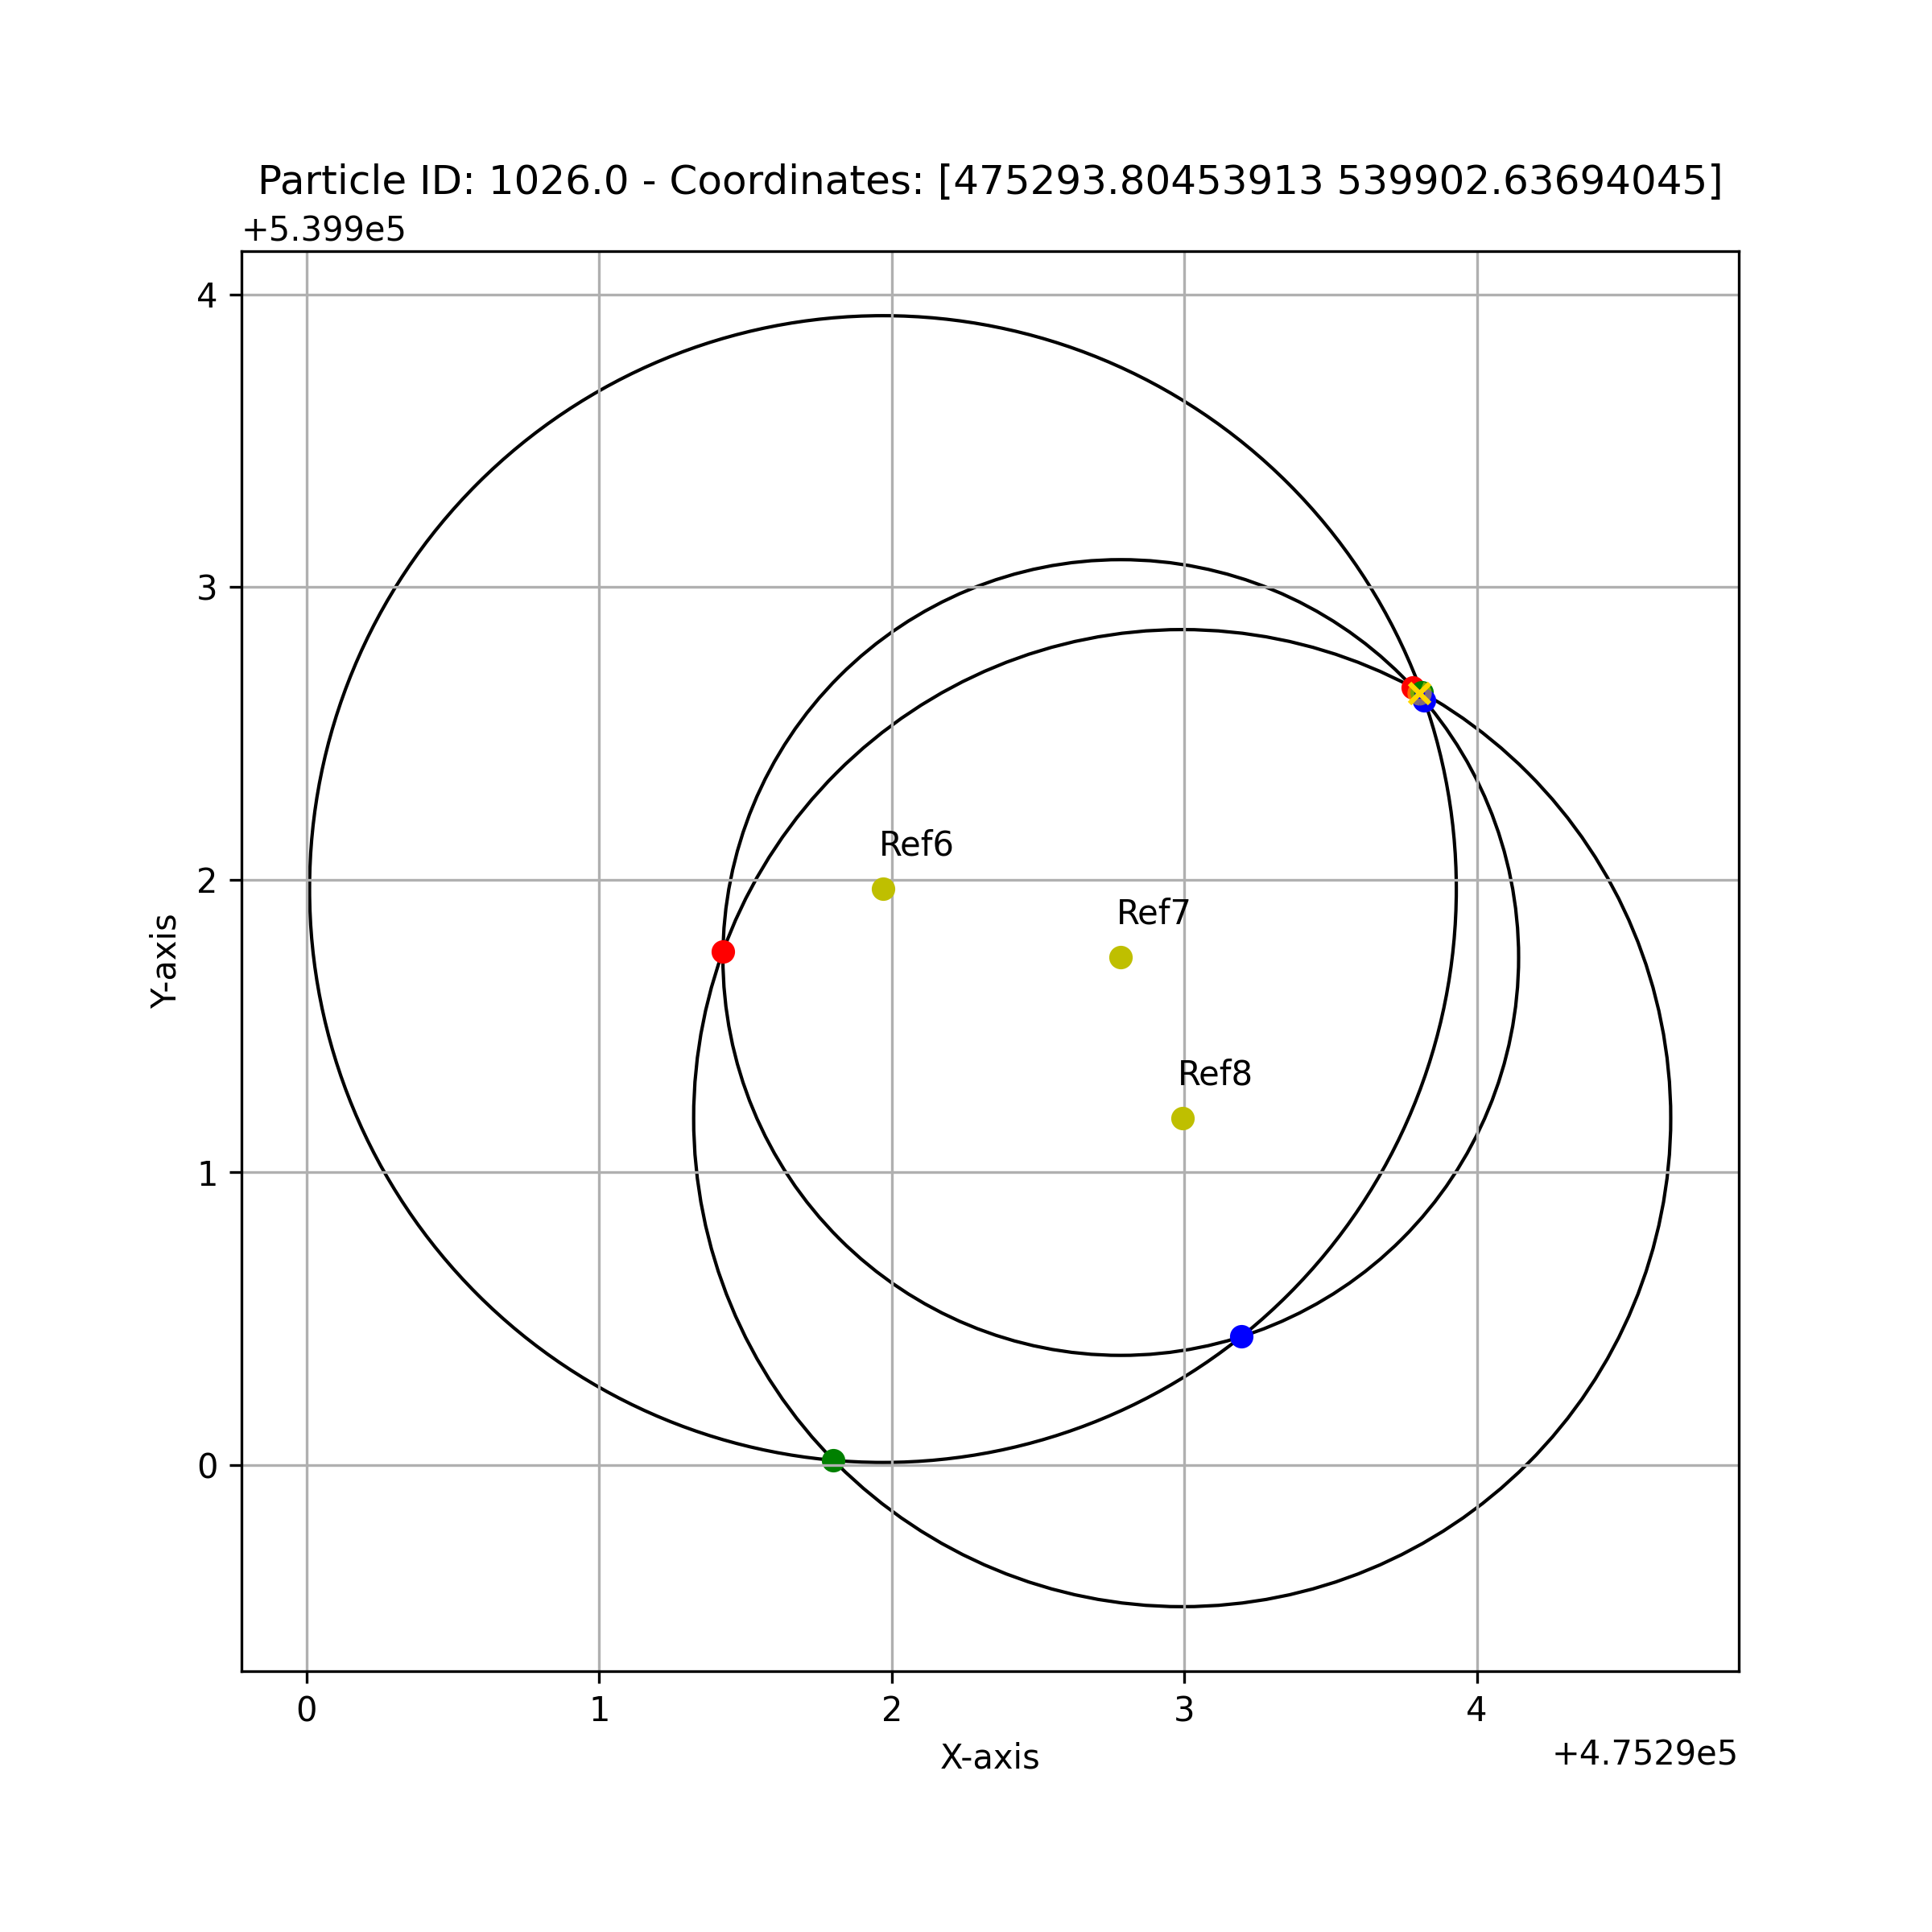 Particle ID: 1026.0 - Coordinates: [475293.80453913 539902.63694045]
+5.399e5
4
3
2
1
0
Y-axis
Ref6
Ref7
Ref8
0 1 2 3 4
X-axis
+4.7529e5